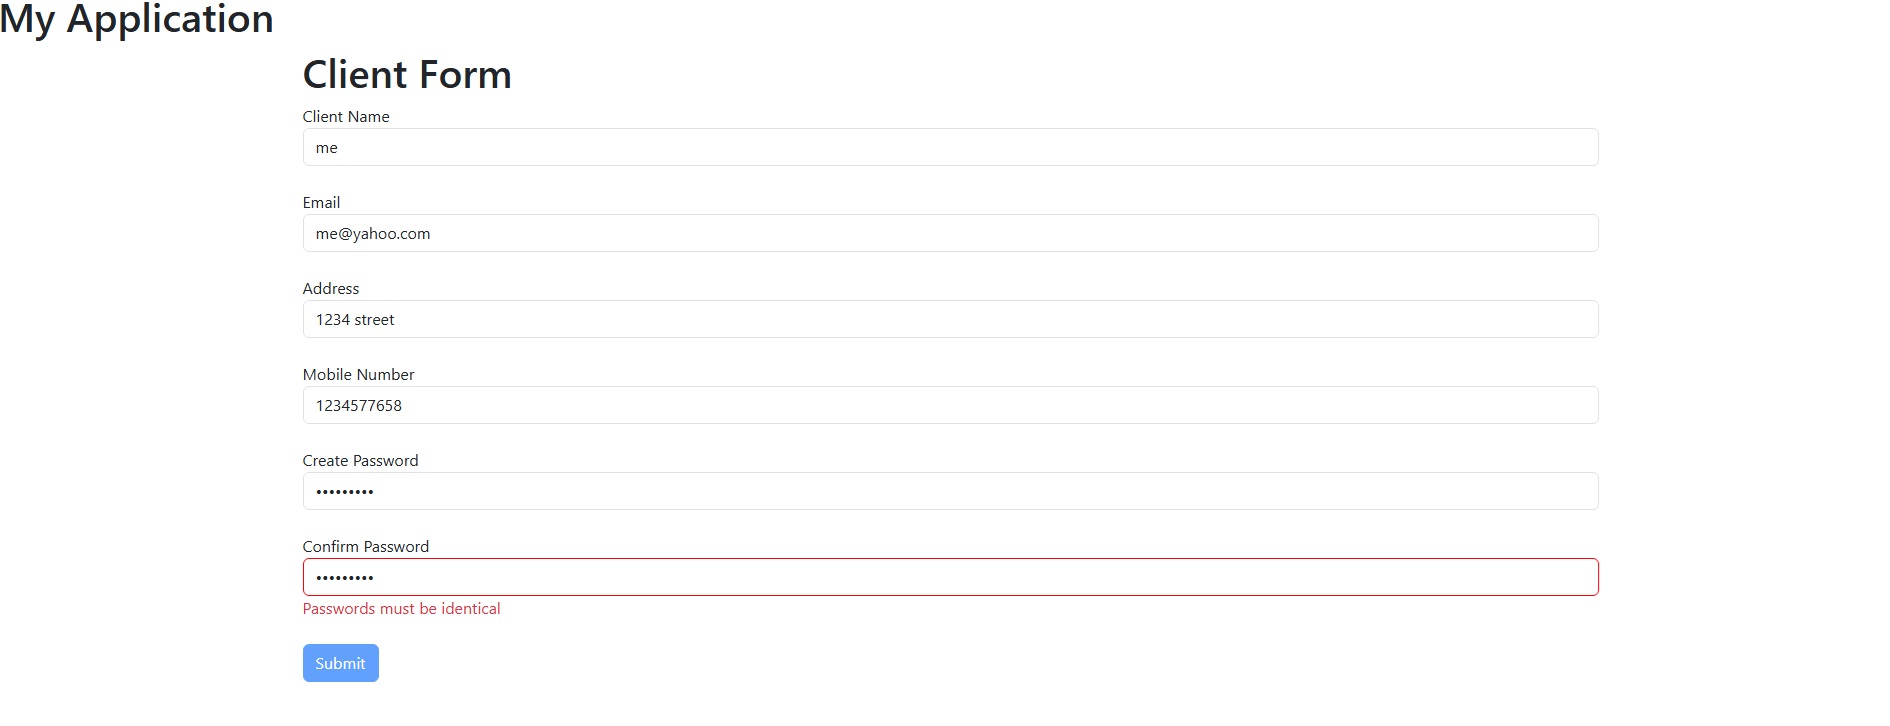 My Application
Client Form
Client Name
me
Email
me@yahoo.com
Address
1234 street
Mobile Number
1234577658
Create Password
•••••••••
Confirm Password
•••••••••
Passwords must be identical
Submit